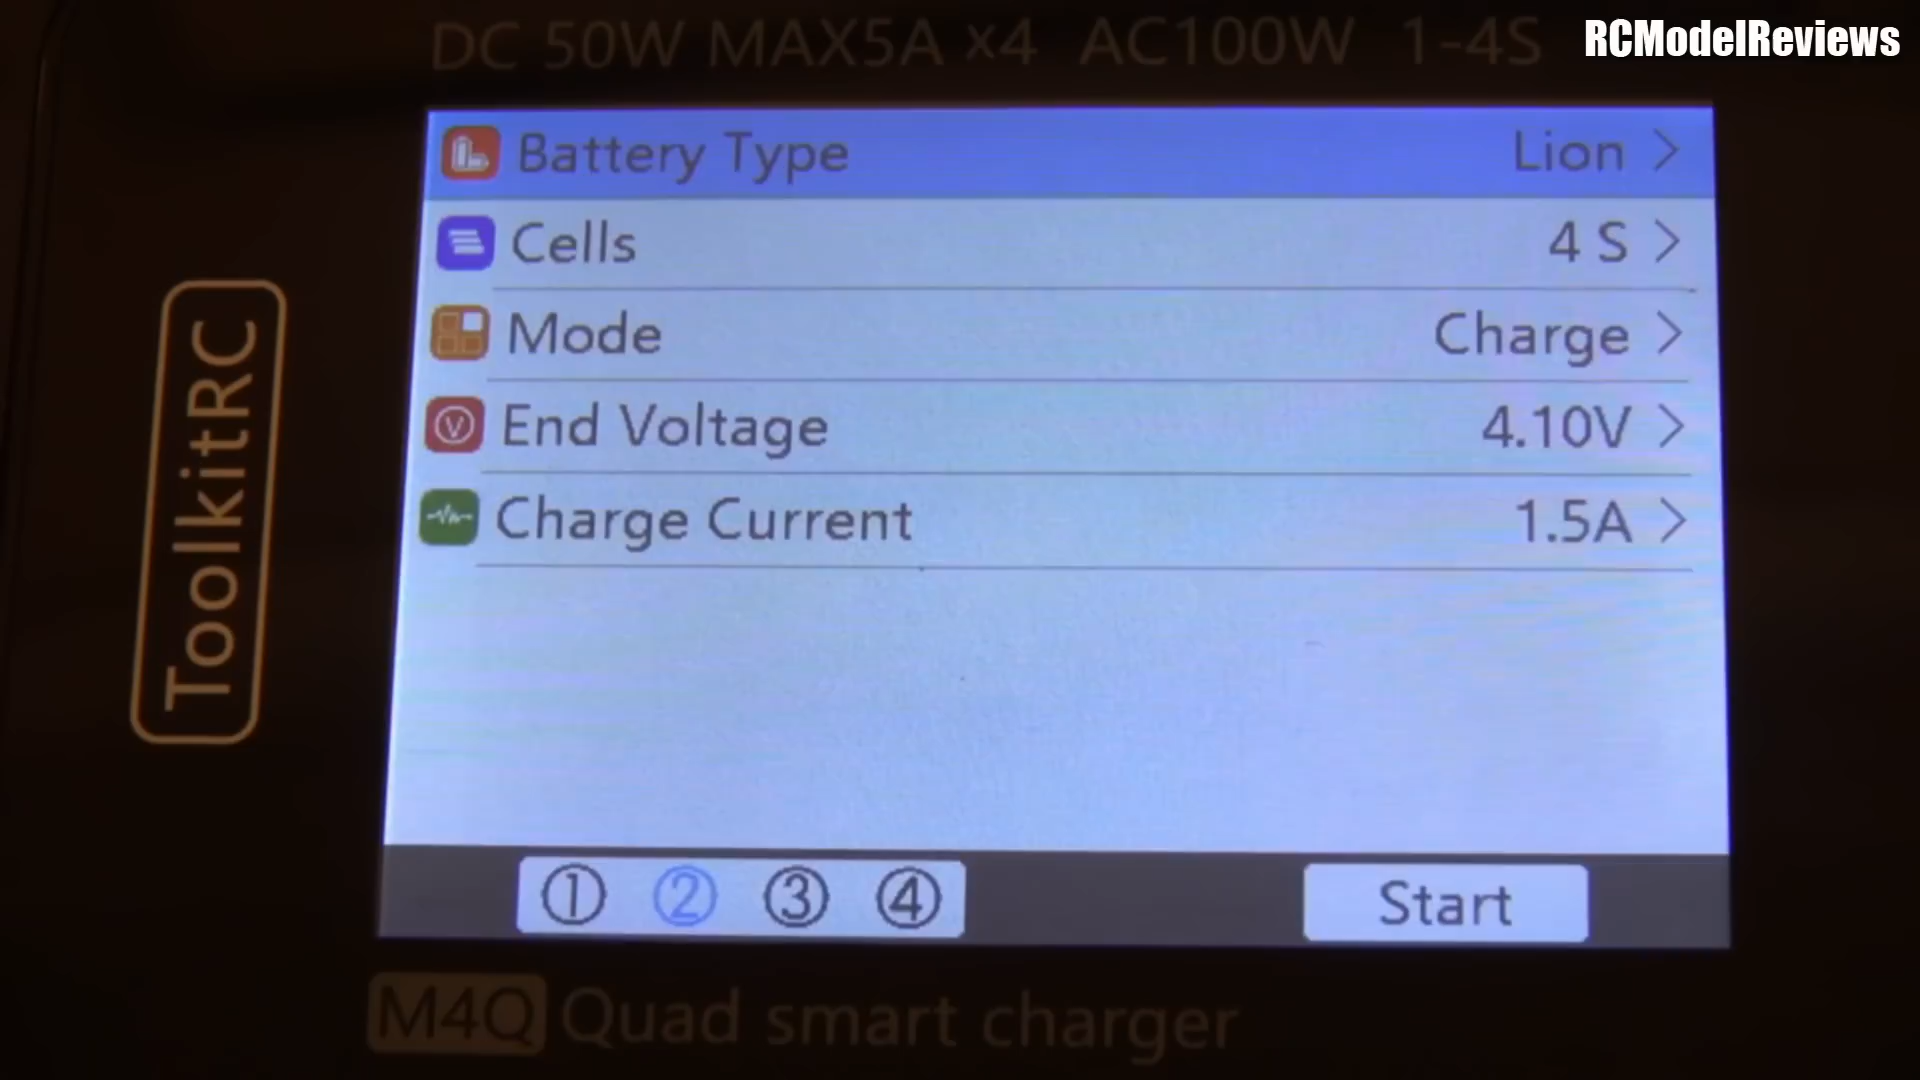 DC 50W MAX5A ×4 AC100W 1-4S
RCModelReviews
Battery Type Lion >
Cells 4 S >
Mode Charge >
End Voltage 4.10V >
Charge Current 1.5A >
ToolkitRC
① ② ③ ④ Start
M4Q Quad smart charger